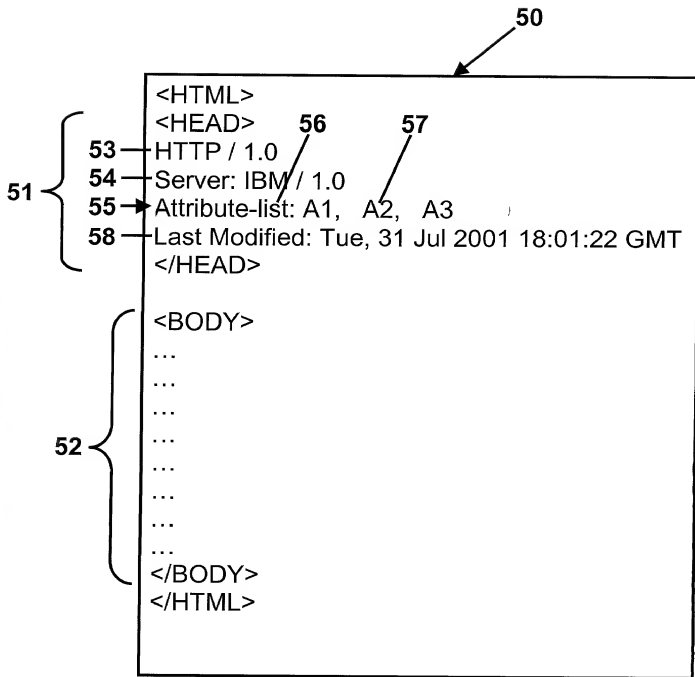 50
<HTML>
<HEAD>
56 57
53 HTTP / 1.0
54 Server: IBM / 1.0
51
55 Attribute-list: A1, A2, A3
58 Last Modified: Tue, 31 Jul 2001 18:01:22 GMT
</HEAD>
<BODY>
...
...
...
...
52
...
...
...
...
</BODY>
</HTML>